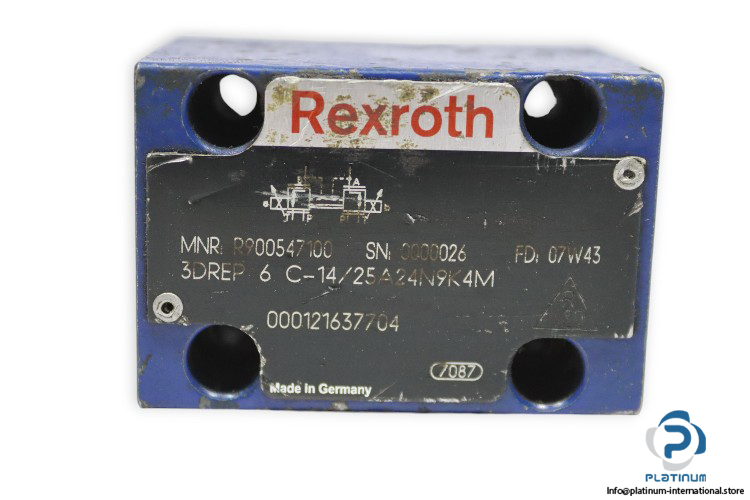 Rexroth
MNR: R900547100 SN: 0000026 FD: 07W43
3DREP 6 C-14/25A24N9K4M
000121637704
7087
Made in Germany
PLATINUM
Info@platinum-international.store